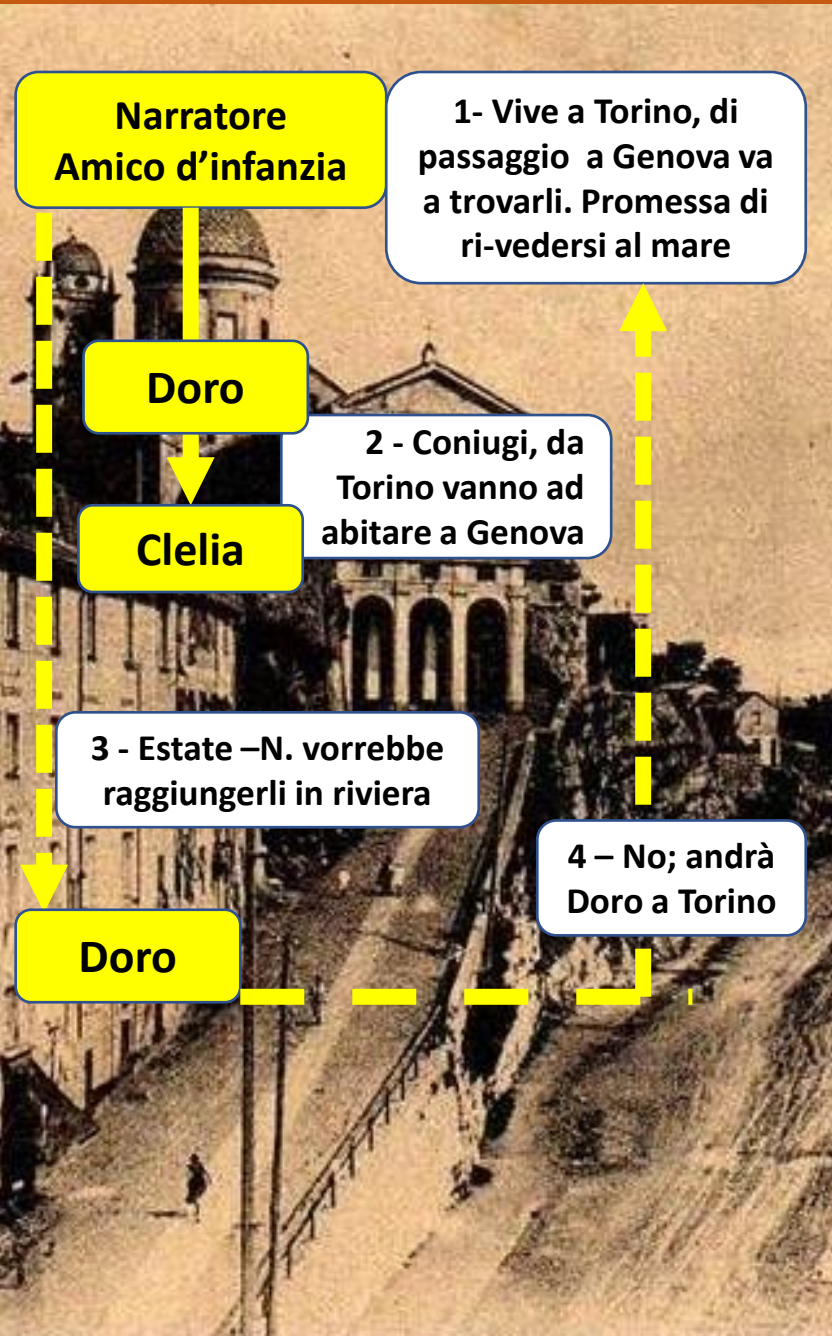 Narratore
Amico d’infanzia
1- Vive a Torino, di
passaggio a Genova va
a trovarli. Promessa di
ri-vedersi al mare
Doro
2 - Coniugi, da
Torino vanno ad
abitare a Genova
Clelia
3 - Estate –N. vorrebbe
raggiungerli in riviera
4 – No; andrà
Doro a Torino
Doro